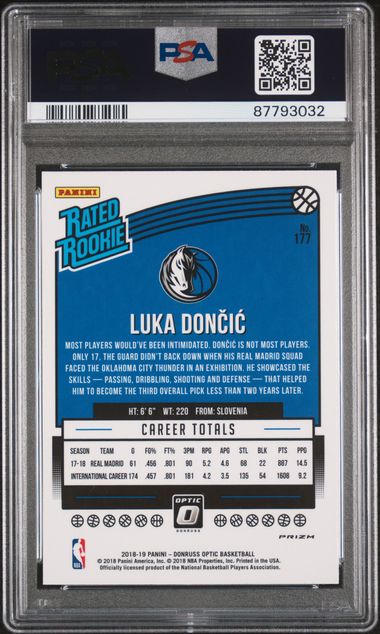 PSA
PSA
87793032
PANINI
RATED
ROOKIE
No.
177
LUKA DONČIĆ
MOST PLAYERS WOULD'VE BEEN INTIMIDATED. DONČIĆ IS NOT MOST PLAYERS.
ONLY 17, THE GUARD DIDN'T BACK DOWN WHEN HIS REAL MADRID SQUAD
FACED THE OKLAHOMA CITY THUNDER IN AN EXHIBITION. HE SHOWCASED THE
SKILLS — PASSING, DRIBBLING, SHOOTING AND DEFENSE — THAT HELPED
HIM TO BECOME THE THIRD OVERALL PICK LESS THAN TWO YEARS LATER.
HT: 6' 6" WT: 220 FROM: SLOVENIA
CAREER TOTALS
SEASON TEAM G FG% FT% 3PM RPG APG STL BLK PTS PPG
17-18 REAL MADRID 61 .456 .801 90 5.2 4.6 68 22 887 14.5
INTERNATIONAL CAREER 174 .457 .801 181 4.2 3.5 135 54 1608 9.2
OPTIC
DONRUSS
PRIZM
NBA
2018-19 PANINI – DONRUSS OPTIC BASKETBALL
© 2018 Panini America, Inc. © 2018 NBA Properties, Inc. Printed in the USA.
Officially licensed product of the National Basketball Players Association.